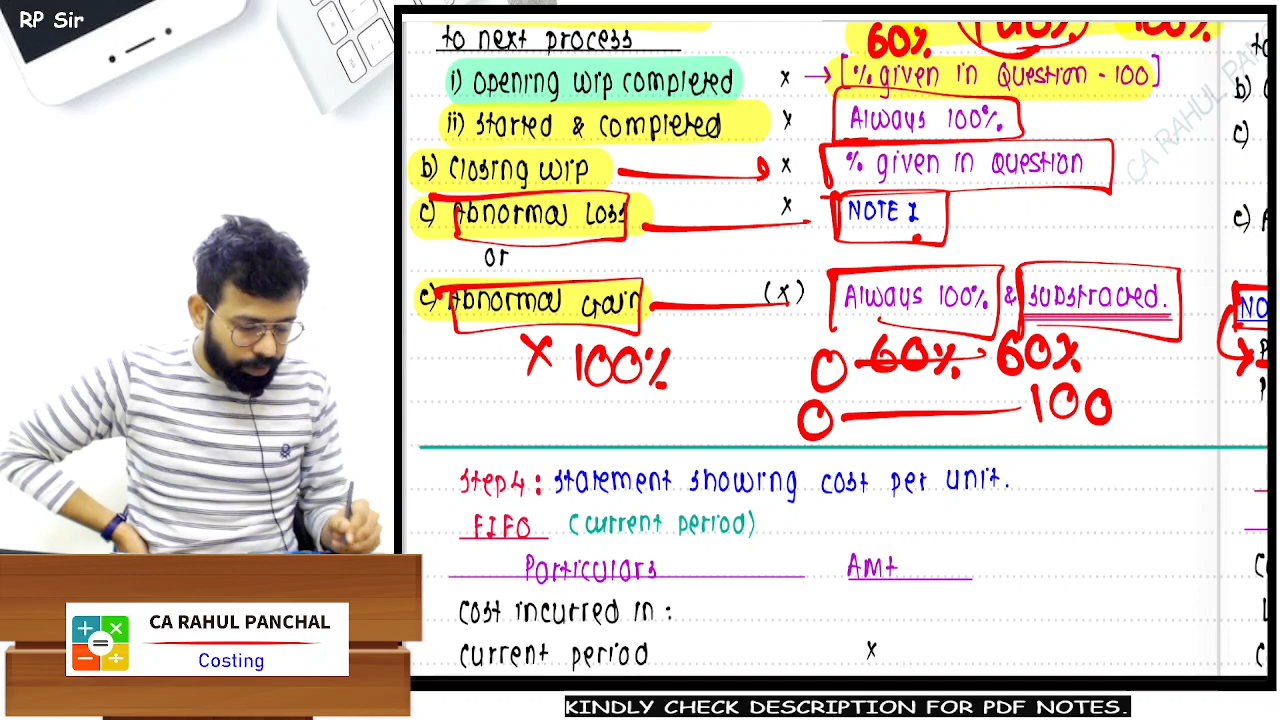 RP Sir
to next process
60% 100%
i) Opening wip completed x → [% given in Question - 100]
ii) Started & completed x Always 100%.
b) Closing wip x % given in Question
c) Abnormal Loss x NOTE 1
or
c) Abnormal Gain (x) Always 100% & substracted.
x 100% 0 60% 60%
0 100
Step 4: Statement showing cost per unit.
FIFO (current period)
Particulars Amt
Cost incurred in:
Current period x
CA RAHUL PANCHAL
Costing
KINDLY CHECK DESCRIPTION FOR PDF NOTES.